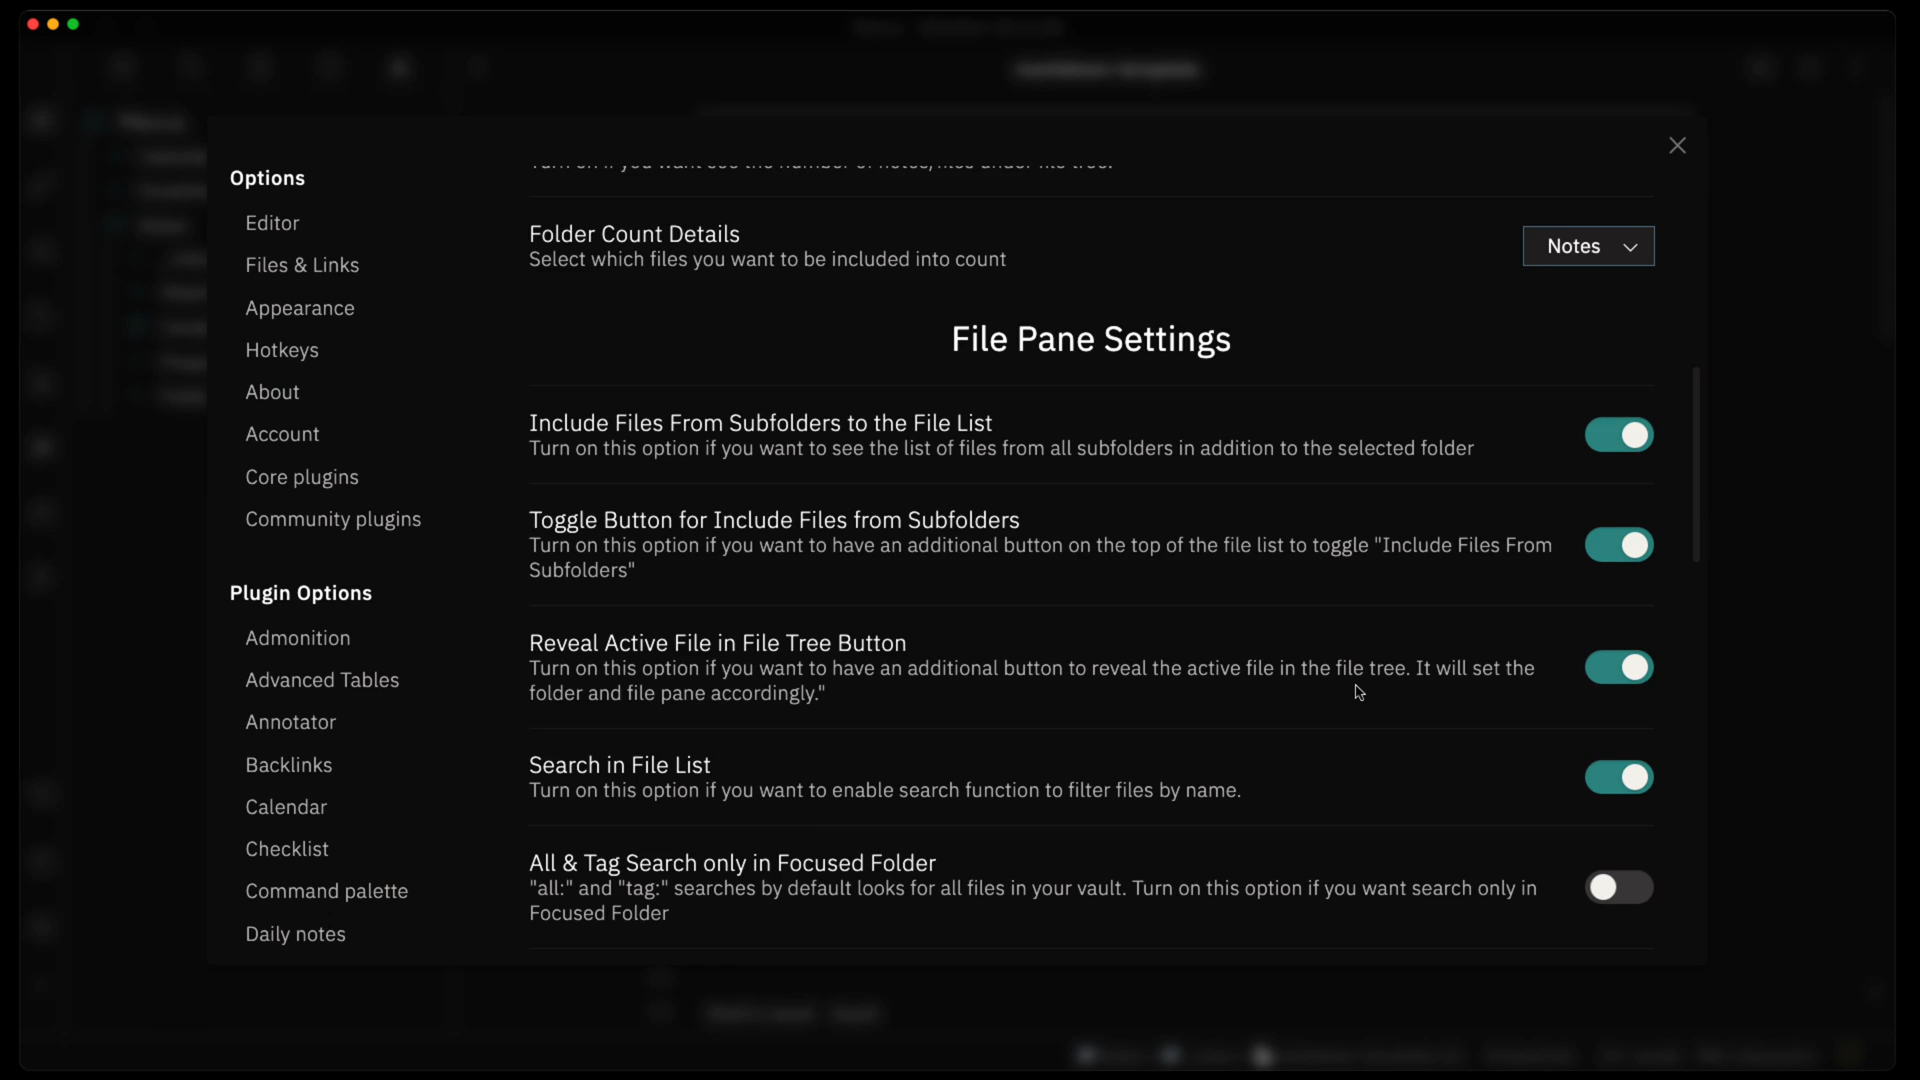 Options
Editor
Files & Links
Appearance
Hotkeys
About
Account
Core plugins
Community plugins
Plugin Options
Admonition
Advanced Tables
Annotator
Backlinks
Calendar
Checklist
Command palette
Daily notes
Folder Count Details
Select which files you want to be included into count
Notes
File Pane Settings
Include Files From Subfolders to the File List
Turn on this option if you want to see the list of files from all subfolders in addition to the selected folder
Toggle Button for Include Files from Subfolders
Turn on this option if you want to have an additional button on the top of the file list to toggle "Include Files From
Subfolders"
Reveal Active File in File Tree Button
Turn on this option if you want to have an additional button to reveal the active file in the file tree. It will set the
folder and file pane accordingly."
Search in File List
Turn on this option if you want to enable search function to filter files by name.
All & Tag Search only in Focused Folder
"all:" and "tag:" searches by default looks for all files in your vault. Turn on this option if you want search only in
Focused Folder